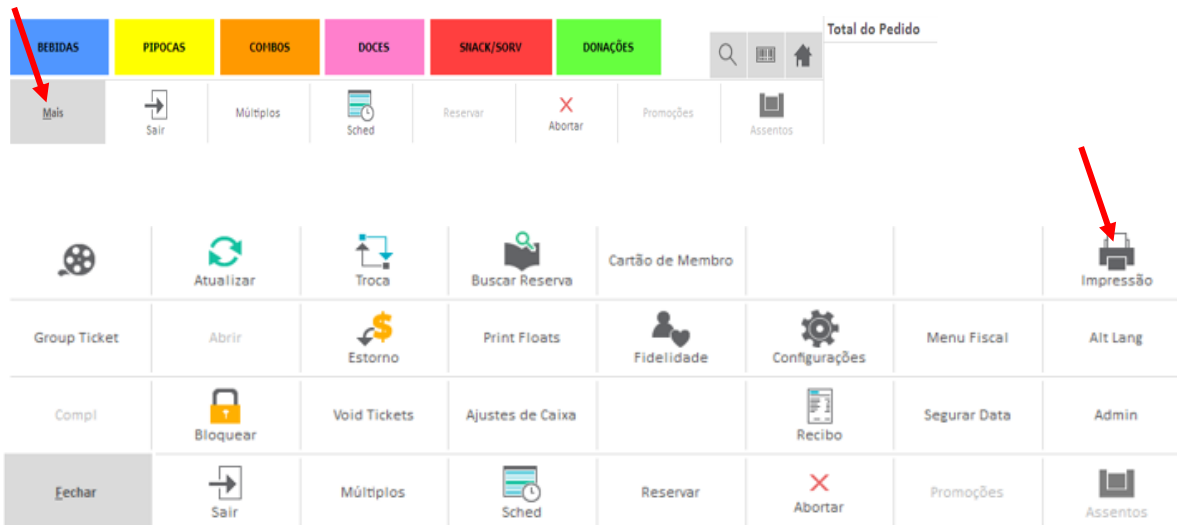 Total do Pedido
BEBIDAS PIPOCAS COMBOS DOCES SNACK/SORV DONAÇÕES
Mais Sair Múltiplos Sched Reservar Abortar Promoções Assentos
Atualizar Troca Buscar Reserva Cartão de Membro Impressão
Group Ticket Abrir Estorno Print Floats Fidelidade Configurações Menu Fiscal Alt Lang
Compl Bloquear Void Tickets Ajustes de Caixa Recibo Segurar Data Admin
Fechar Sair Múltiplos Sched Reservar Abortar Promoções Assentos